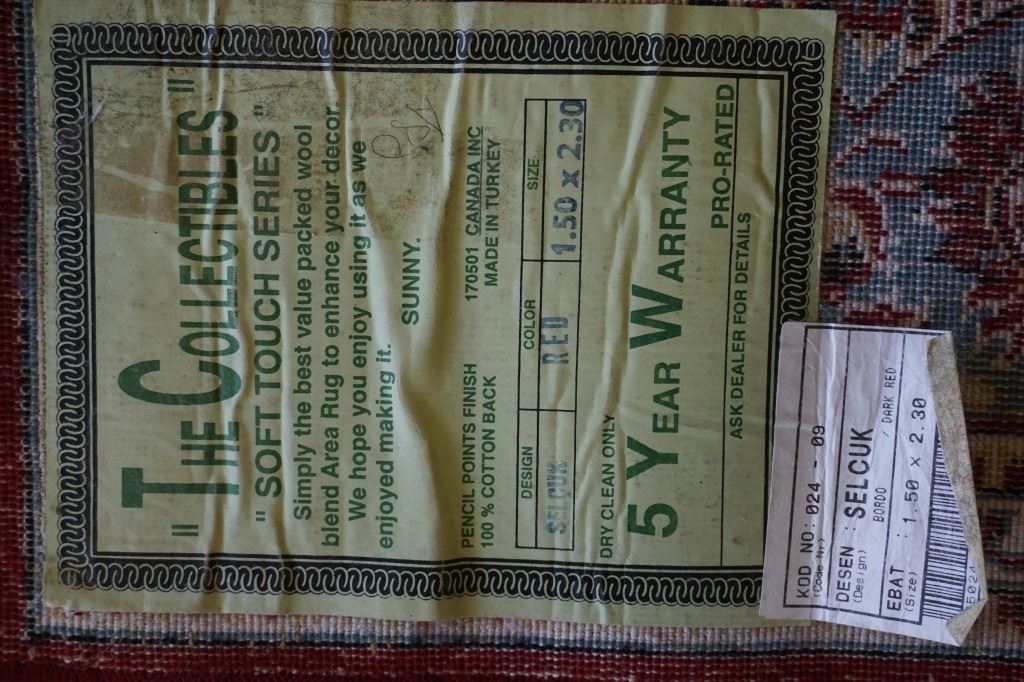 " THE COLLECTIBLES "
" SOFT TOUCH SERIES "
Simply the best value packed wool
blend Area Rug to enhance your decor.
We hope you enjoy using it as we
enjoyed making it.
SUNNY.
PENCIL POINTS FINISH 170501 CANADA INC
100 % COTTON BACK MADE IN TURKEY
DESIGN COLOR SIZE
SELCUK RED 1.50 x 2.30
DRY CLEAN ONLY
5 YEAR WARRANTY
PRO-RATED
ASK DEALER FOR DETAILS
KOD NO : 024 - 09
(Code Nr)
DESEN : SELCUK
(Design) BORDO / DARK RED
EBAT : 1.50 x 2.30
(Size)
5024